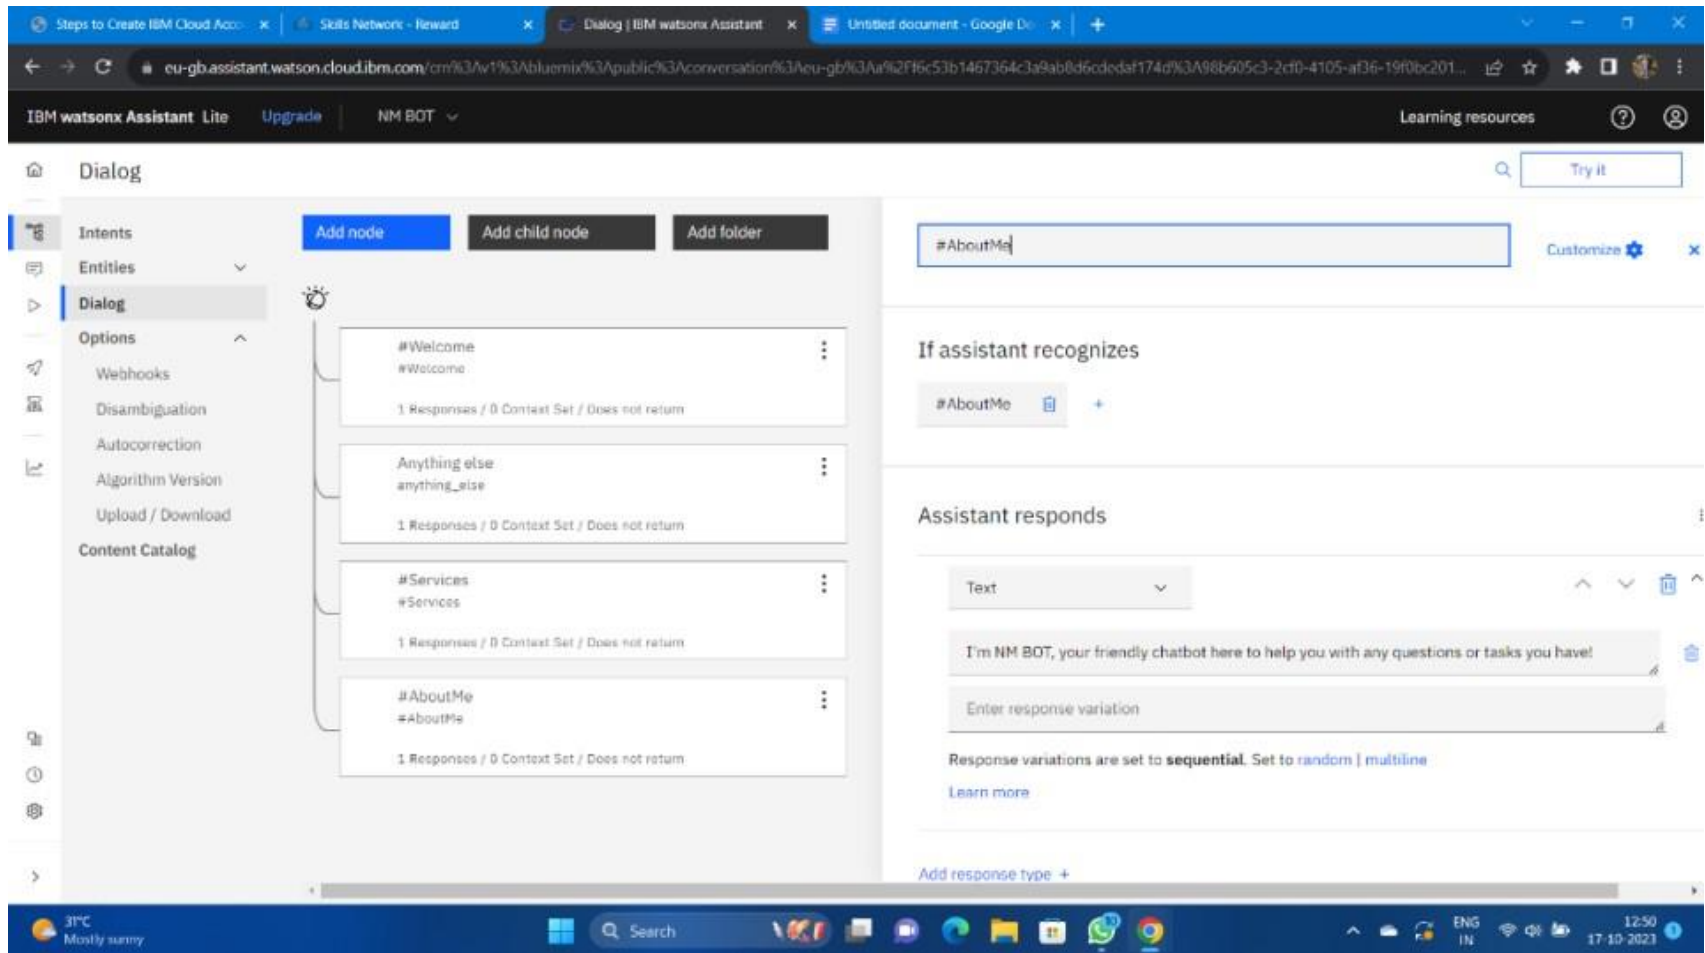 Steps to Create IBM Cloud Acco
Skills Network - Reward
Dialog | IBM watsonx Assistant
Untitled document - Google Do
IBM watsonx Assistant Lite
Upgrade
NM BOT
Learning resources
Dialog
Try it
Intents
Entities
Dialog
Options
Webhooks
Disambiguation
Autocorrection
Algorithm Version
Upload / Download
Content Catalog
Add node
Add child node
Add folder
#Welcome
#Welcome
1 Responses / 0 Context Set / Does not return
Anything else
anything_else
1 Responses / 0 Context Set / Does not return
#Services
#Services
1 Responses / 0 Context Set / Does not return
#AboutMe
#AboutMe
1 Responses / 0 Context Set / Does not return
#AboutMe
Customize
If assistant recognizes
#AboutMe
+
Assistant responds
Text
I'm NM BOT, your friendly chatbot here to help you with any questions or tasks you have!
Enter response variation
Response variations are set to sequential. Set to random | multiline
Learn more
Add response type +
31°C
Mostly sunny
Search
ENG
IN
12:50
17-10-2023